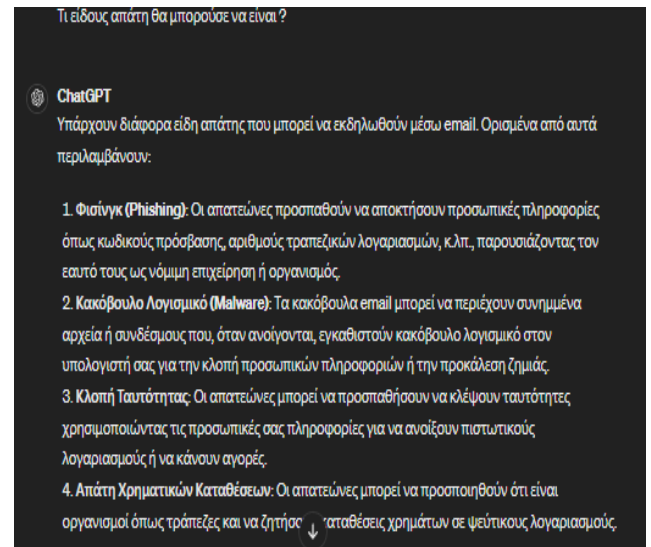 Τι είδους απάτη θα μπορούσε να είναι ?
ChatGPT
Υπάρχουν διάφορα είδη απάτης που μπορεί να εκδηλωθούν μέσω email. Ορισμένα από αυτά
περιλαμβάνουν:
1. Φισίνγκ (Phishing): Οι απατεώνες προσπαθούν να αποκτήσουν προσωπικές πληροφορίες
όπως κωδικούς πρόσβασης, αριθμούς τραπεζικών λογαριασμών, κ.λπ., παρουσιάζοντας τον
εαυτό τους ως νόμιμη επιχείρηση ή οργανισμός.
2. Κακόβουλο Λογισμικό (Malware): Τα κακόβουλα email μπορεί να περιέχουν συνημμένα
αρχεία ή συνδέσμους που, όταν ανοίγονται, εγκαθιστούν κακόβουλο λογισμικό στον
υπολογιστή σας για την κλοπή προσωπικών πληροφοριών ή την προκάλεση ζημιάς.
3. Κλοπή Ταυτότητας: Οι απατεώνες μπορεί να προσπαθήσουν να κλέψουν ταυτότητες
χρησιμοποιώντας τις προσωπικές σας πληροφορίες για να ανοίξουν πιστωτικούς
λογαριασμούς ή να κάνουν αγορές.
4. Απάτη Χρηματικών Καταθέσεων: Οι απατεώνες μπορεί να προσποιηθούν ότι είναι
οργανισμοί όπως τράπεζες και να χρημάτων σε ψεύτικους λογαριασμούς.